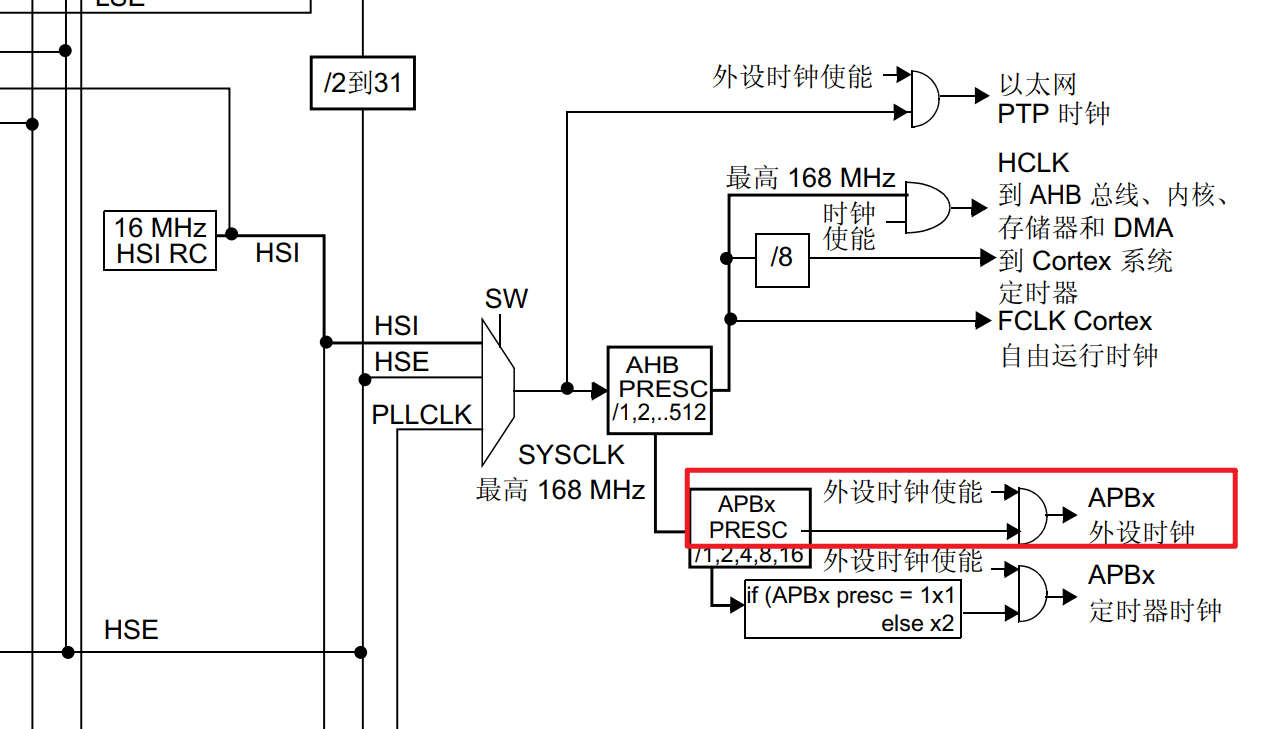 LSE
/2到31
外设时钟使能
以太网
PTP 时钟
HCLK
最高 168 MHz
到 AHB 总线、内核、
时钟
使能
存储器和 DMA
16 MHz
HSI RC
HSI
/8
到 Cortex 系统
定时器
SW
FCLK Cortex
自由运行时钟
HSI
HSE
PLLCLK
AHB
PRESC
/1,2,..512
SYSCLK
最高 168 MHz
APBx
PRESC
/1,2,4,8,16
外设时钟使能
APBx
外设时钟
外设时钟使能
APBx
定时器时钟
if (APBx presc = 1x1
else x2
HSE